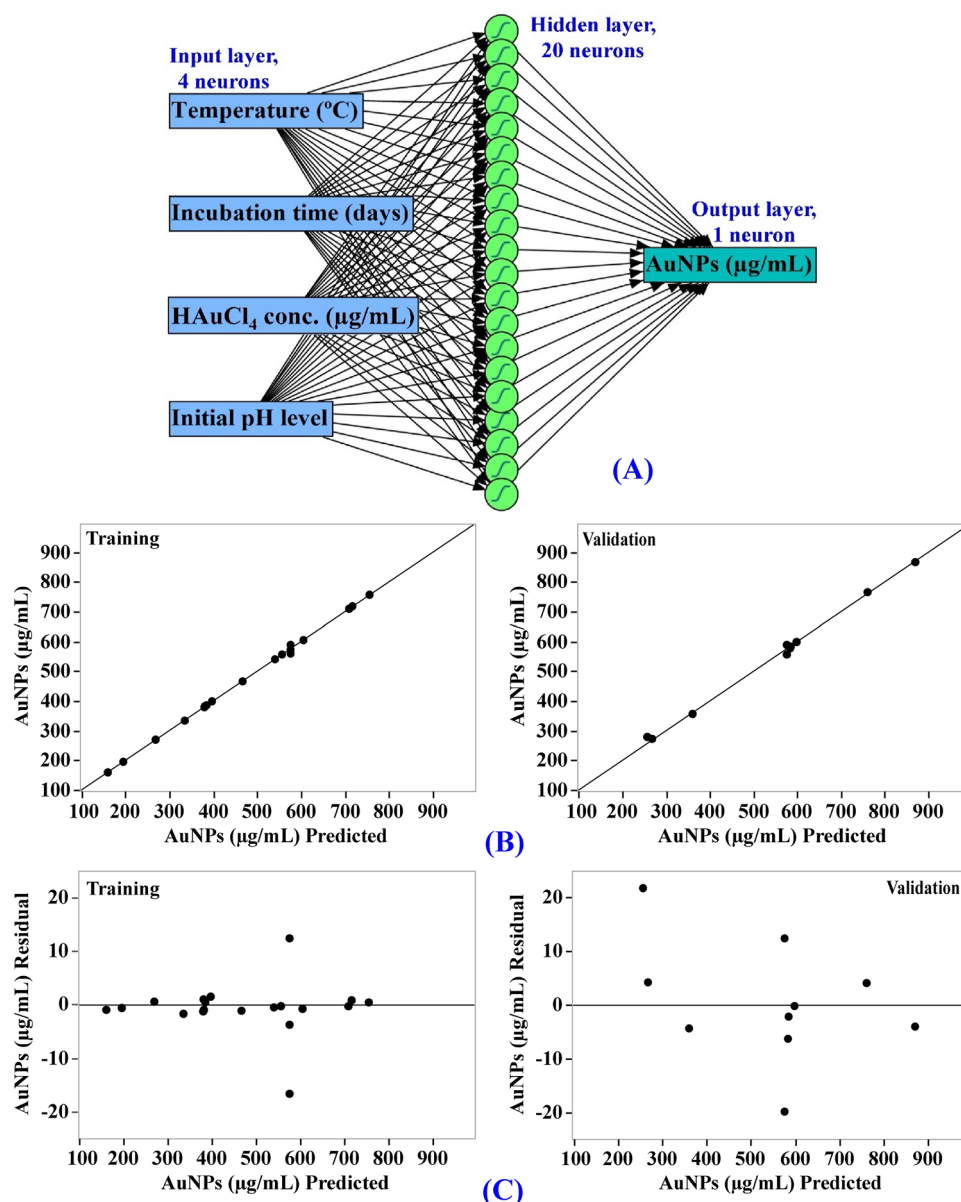 Input layer,
4 neurons
Hidden layer,
20 neurons
Temperature (ºC)
Incubation time (days)
Output layer,
1 neuron
AuNPs (µg/mL)
HAuCl₄ conc. (µg/mL)
Initial pH level
(A)
Training
AuNPs (µg/mL)
900
800
700
600
500
400
300
200
100
100 200 300 400 500 600 700 800 900
AuNPs (µg/mL) Predicted
Validation
AuNPs (µg/mL)
900
800
700
600
500
400
300
200
100
100 200 300 400 500 600 700 800 900
AuNPs (µg/mL) Predicted
(B)
Training
AuNPs (µg/mL) Residual
20
10
0
-10
-20
100 200 300 400 500 600 700 800 900
AuNPs (µg/mL) Predicted
Validation
AuNPs (µg/mL) Residual
20
10
0
-10
-20
100 200 300 400 500 600 700 800 900
AuNPs (µg/mL) Predicted
(C)